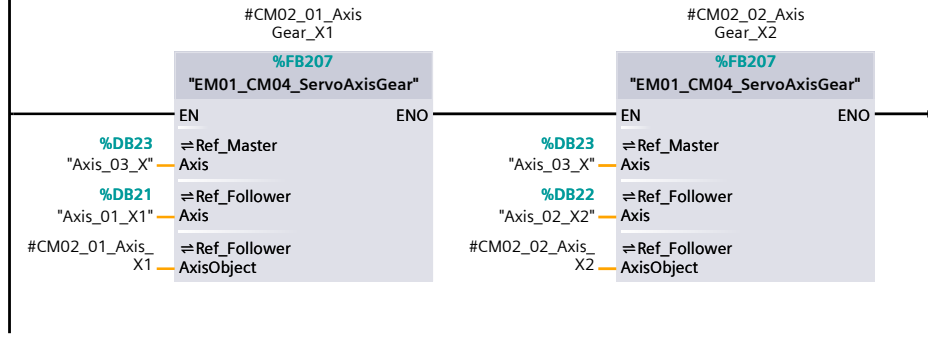 #CM02_01_Axis
Gear_X1
%FB207
"EM01_CM04_ServoAxisGear"
EN
ENO
%DB23
"Axis_03_X"
⇌Ref_Master
Axis
%DB21
"Axis_01_X1"
⇌Ref_Follower
Axis
#CM02_01_Axis_
X1
⇌Ref_Follower
AxisObject
#CM02_02_Axis
Gear_X2
%FB207
"EM01_CM04_ServoAxisGear"
EN
ENO
%DB23
"Axis_03_X"
⇌Ref_Master
Axis
%DB22
"Axis_02_X2"
⇌Ref_Follower
Axis
#CM02_02_Axis_
X2
⇌Ref_Follower
AxisObject